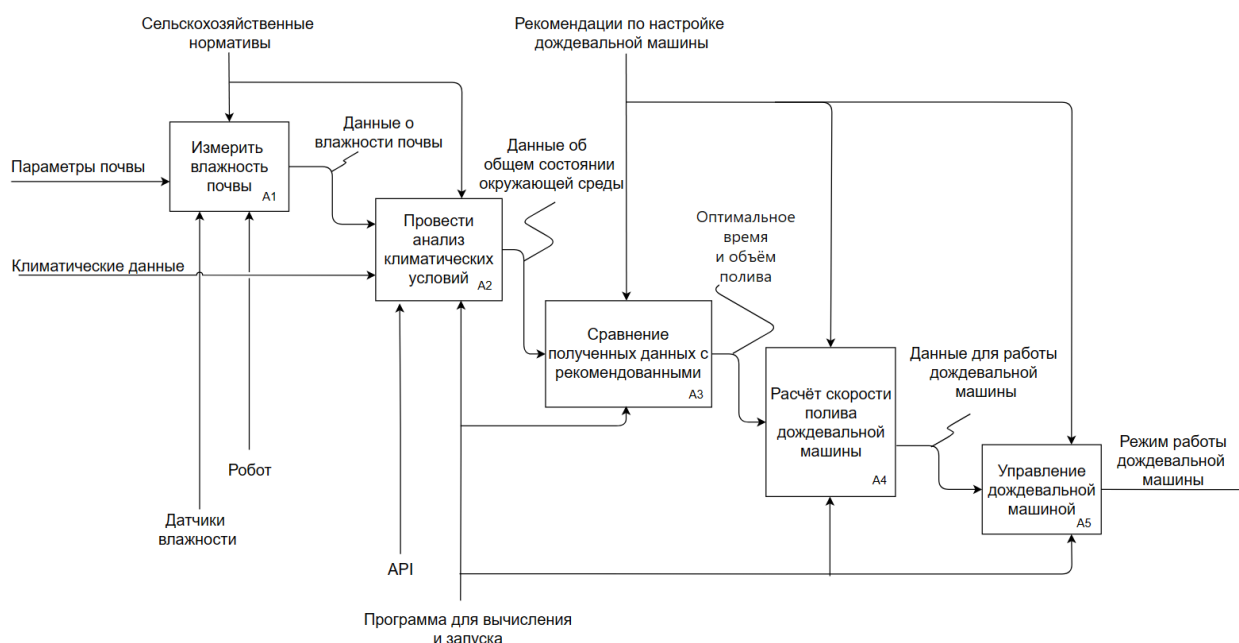 Сельскохозяйственные
нормативы
Рекомендации по настройке
дождевальной машины
Параметры почвы
Измерить
влажность
почвы
A1
Данные о
влажности почвы
Данные об
общем состоянии
окружающей среды
Климатические данные
Провести
анализ
климатических
условий
A2
Оптимальное
время
и объём
полива
Сравнение
полученных данных с
рекомендованными
A3
Данные для работы
дождевальной
машины
Расчёт скорости
полива
дождевальной
машины
A4
Режим работы
дождевальной
машины
Управление
дождевальной
машиной
A5
Робот
Датчики
влажности
API
Программа для вычисления
и запуска